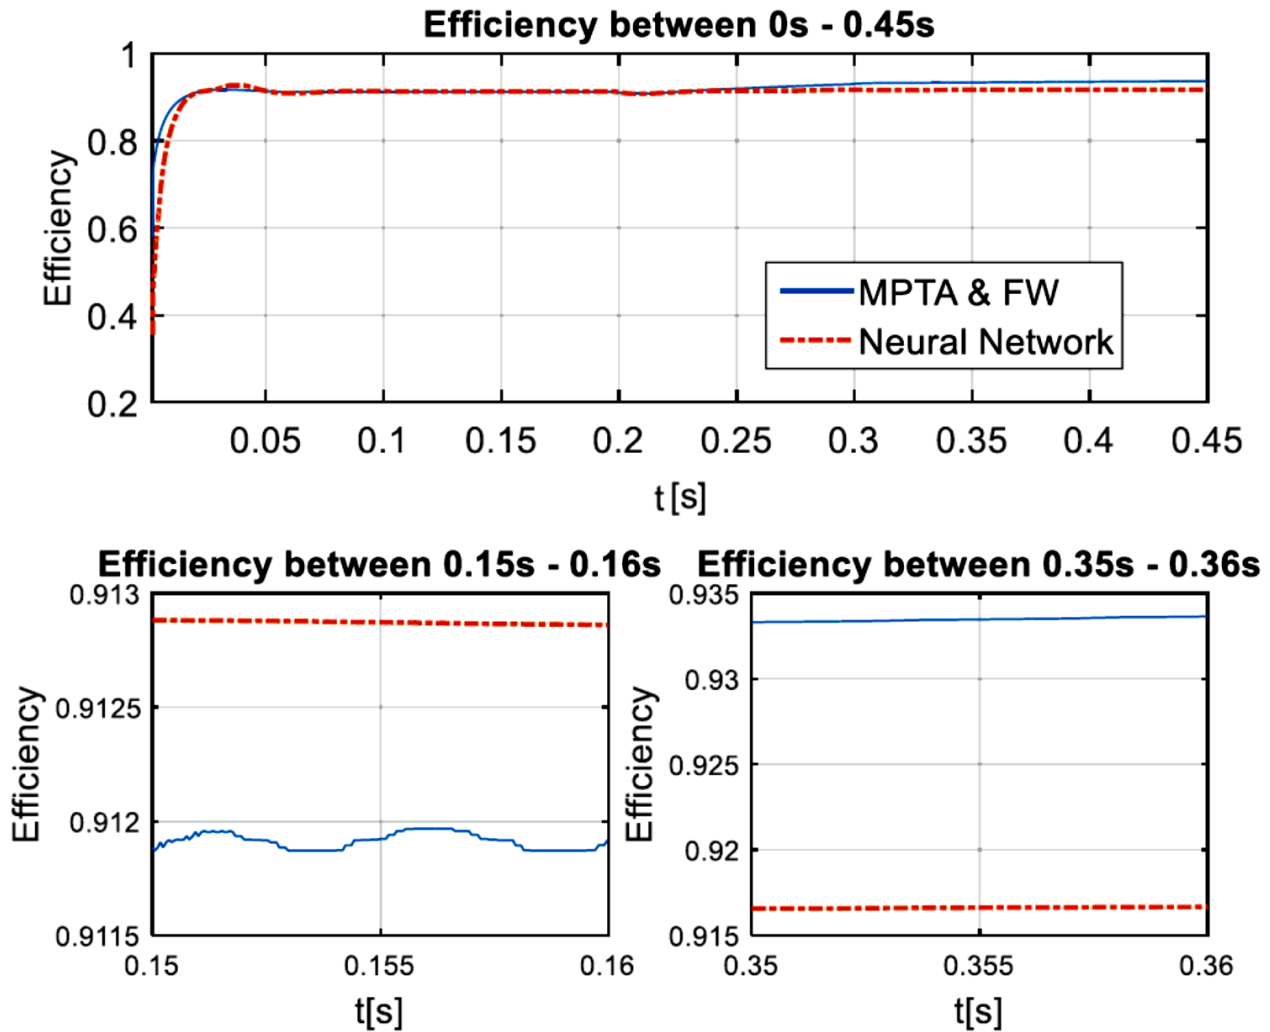 Efficiency between 0s - 0.45s
1
0.8
0.6
0.4
0.2
Efficiency
MPTA & FW
Neural Network
0.05 0.1 0.15 0.2 0.25 0.3 0.35 0.4 0.45
t [s]
Efficiency between 0.15s - 0.16s
0.913
0.9125
0.912
0.9115
Efficiency
0.15 0.155 0.16
t[s]
Efficiency between 0.35s - 0.36s
0.935
0.93
0.925
0.92
0.915
Efficiency
0.35 0.355 0.36
t[s]